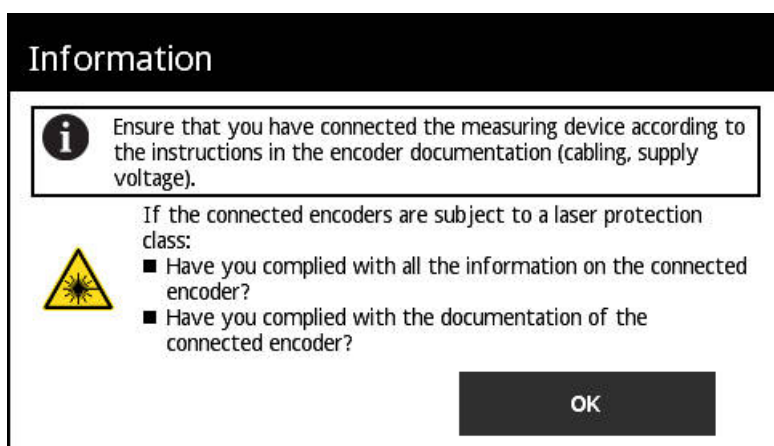 Information
Ensure that you have connected the measuring device according to
the instructions in the encoder documentation (cabling, supply
voltage).
If the connected encoders are subject to a laser protection
class:
■ Have you complied with all the information on the connected
encoder?
■ Have you complied with the documentation of the
connected encoder?
OK